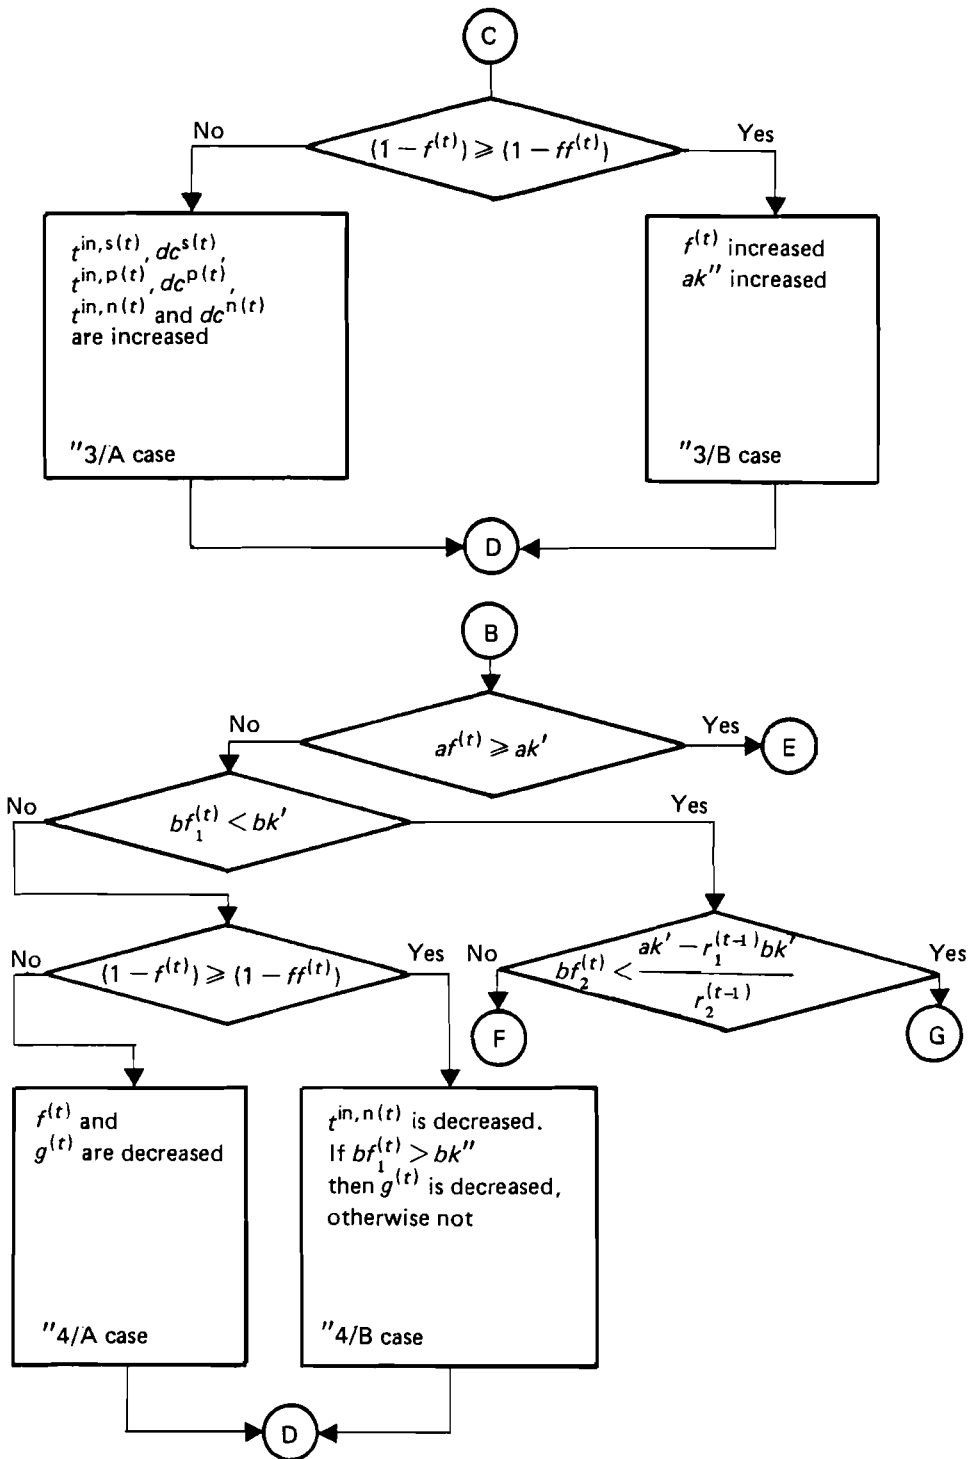 C
No
(1 − f^(t)) ⩾ (1 − ff^(t))
Yes
t^in,s(t), dc^s(t),
t^in,p(t), dc^p(t),
t^in,n(t) and dc^n(t)
are increased
"3/A case
f^(t) increased
ak″ increased
"3/B case
D
B
No
af^(t) ⩾ ak′
Yes
E
No
bf_1^(t) < bk′
Yes
No
(1 − f^(t)) ⩾ (1 − ff^(t))
Yes
No
bf_2^(t) < (ak′ − r_1^(t−1) bk′) / r_2^(t−1)
Yes
F
G
f^(t) and
g^(t) are decreased
"4/A case
t^in,n(t) is decreased.
If bf_1^(t) > bk″
then g^(t) is decreased,
otherwise not
"4/B case
D